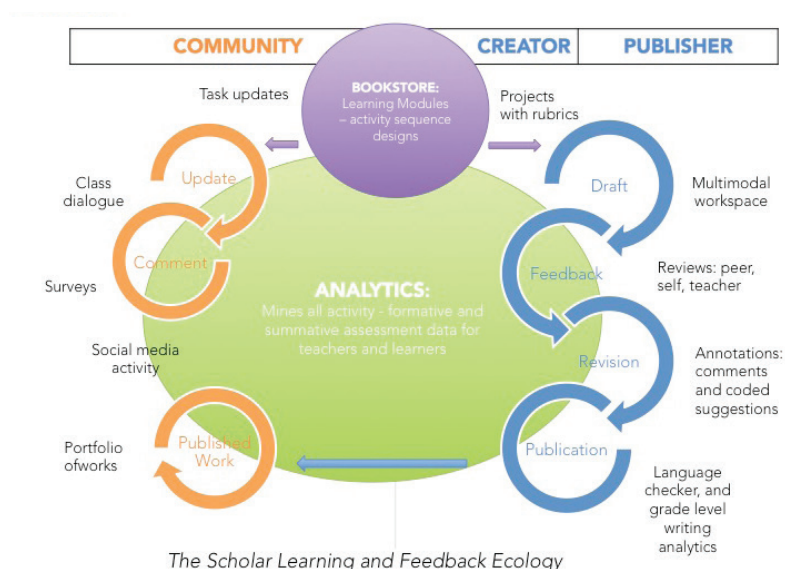 COMMUNITY
CREATOR
PUBLISHER
BOOKSTORE:
Learning Modules
– activity sequence
designs
Task updates
Projects
with rubrics
Update
Class
dialogue
Comment
Surveys
Social media
activity
Published
Work
Portfolio
ofworks
ANALYTICS:
Mines all activity - formative and
summative assessment data for
teachers and learners
Draft
Multimodal
workspace
Feedback
Reviews: peer,
self, teacher
Revision
Annotations:
comments
and coded
suggestions
Publication
Language
checker, and
grade level
writing
analytics
The Scholar Learning and Feedback Ecology